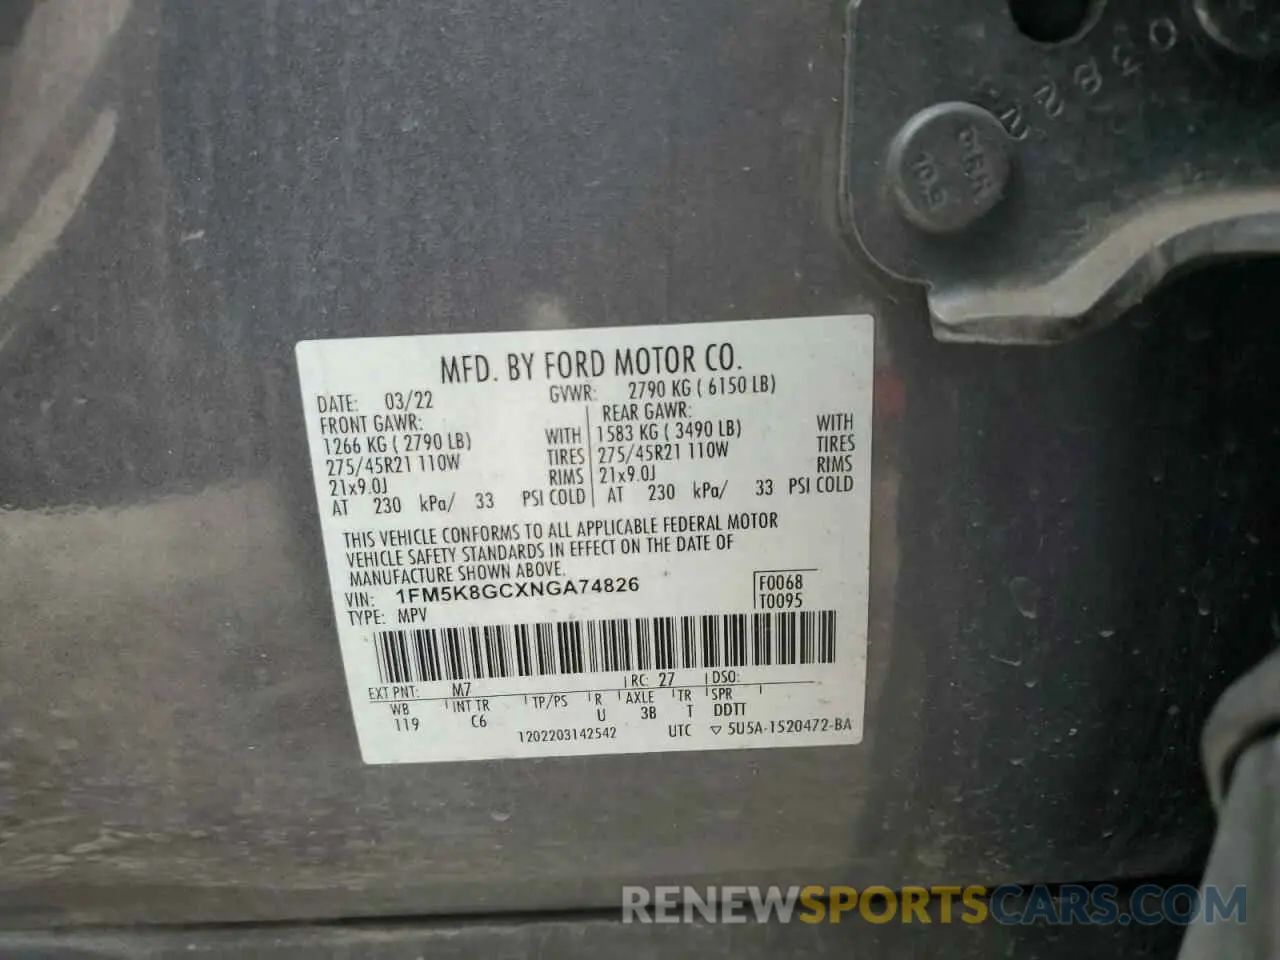 0382
MFD. BY FORD MOTOR CO.
DATE: 03/22 GVWR: 2790 KG ( 6150 LB)
FRONT GAWR: REAR GAWR:
1266 KG ( 2790 LB) WITH 1583 KG ( 3490 LB) WITH
275/45R21 110W TIRES 275/45R21 110W TIRES
21x9.0J RIMS 21x9.0J RIMS
AT 230 kPa/ 33 PSI COLD AT 230 kPa/ 33 PSI COLD
THIS VEHICLE CONFORMS TO ALL APPLICABLE FEDERAL MOTOR
VEHICLE SAFETY STANDARDS IN EFFECT ON THE DATE OF
MANUFACTURE SHOWN ABOVE.
VIN: 1FM5K8GCXNGA74826 F0068
TYPE: MPV T0095
EXT PNT: M7 RC: 27 DSO:
WB INT TR TP/PS R AXLE TR SPR
119 C6 U 3B T DDTT
1202203142542 UTC ▽ 5U5A-1520472-BA
RENEWSPORTSCARS.COM